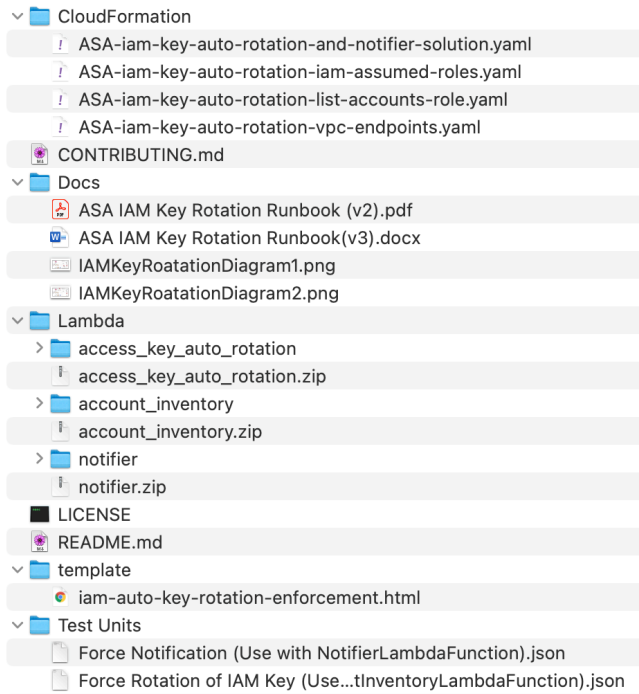 CloudFormation
ASA-iam-key-auto-rotation-and-notifier-solution.yaml
ASA-iam-key-auto-rotation-iam-assumed-roles.yaml
ASA-iam-key-auto-rotation-list-accounts-role.yaml
ASA-iam-key-auto-rotation-vpc-endpoints.yaml
CONTRIBUTING.md
Docs
ASA IAM Key Rotation Runbook (v2).pdf
ASA IAM Key Rotation Runbook(v3).docx
IAMKeyRoatationDiagram1.png
IAMKeyRoatationDiagram2.png
Lambda
access_key_auto_rotation
access_key_auto_rotation.zip
account_inventory
account_inventory.zip
notifier
notifier.zip
LICENSE
README.md
template
iam-auto-key-rotation-enforcement.html
Test Units
Force Notification (Use with NotifierLambdaFunction).json
Force Rotation of IAM Key (Use...tInventoryLambdaFunction).json